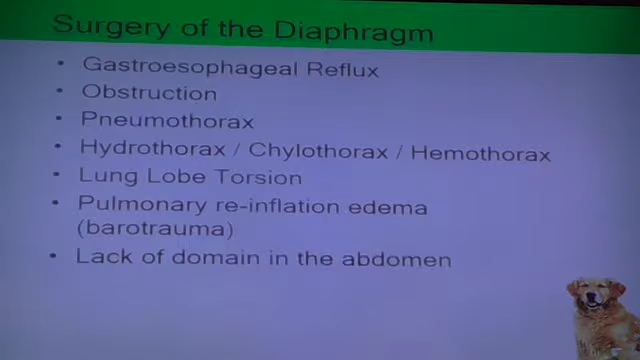 Surgery of the Diaphragm
• Gastroesophageal Reflux
• Obstruction
• Pneumothorax
• Hydrothorax / Chylothorax / Hemothorax
• Lung Lobe Torsion
• Pulmonary re-inflation edema
(barotrauma)
• Lack of domain in the abdomen